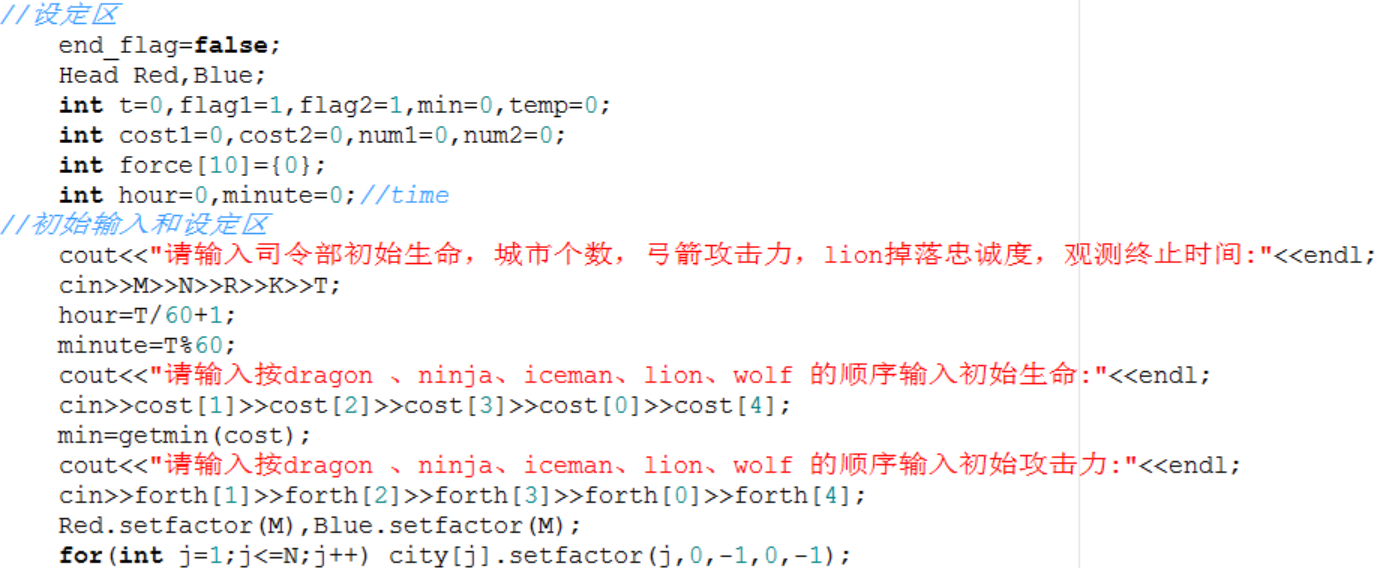 //设定区
end_flag=false;
Head Red,Blue;
int t=0,flag1=1,flag2=1,min=0,temp=0;
int cost1=0,cost2=0,num1=0,num2=0;
int force[10]={0};
int hour=0,minute=0;//time
//初始输入和设定区
cout<<"请输入司令部初始生命，城市个数，弓箭攻击力，lion掉落忠诚度，观测终止时间:"<<endl;
cin>>M>>N>>R>>K>>T;
hour=T/60+1;
minute=T%60;
cout<<"请输入按dragon 、ninja、iceman、lion、wolf 的顺序输入初始生命:"<<endl;
cin>>cost[1]>>cost[2]>>cost[3]>>cost[0]>>cost[4];
min=getmin(cost);
cout<<"请输入按dragon 、ninja、iceman、lion、wolf 的顺序输入初始攻击力:"<<endl;
cin>>forth[1]>>forth[2]>>forth[3]>>forth[0]>>forth[4];
Red.setfactor(M),Blue.setfactor(M);
for(int j=1;j<=N;j++) city[j].setfactor(j,0,-1,0,-1);